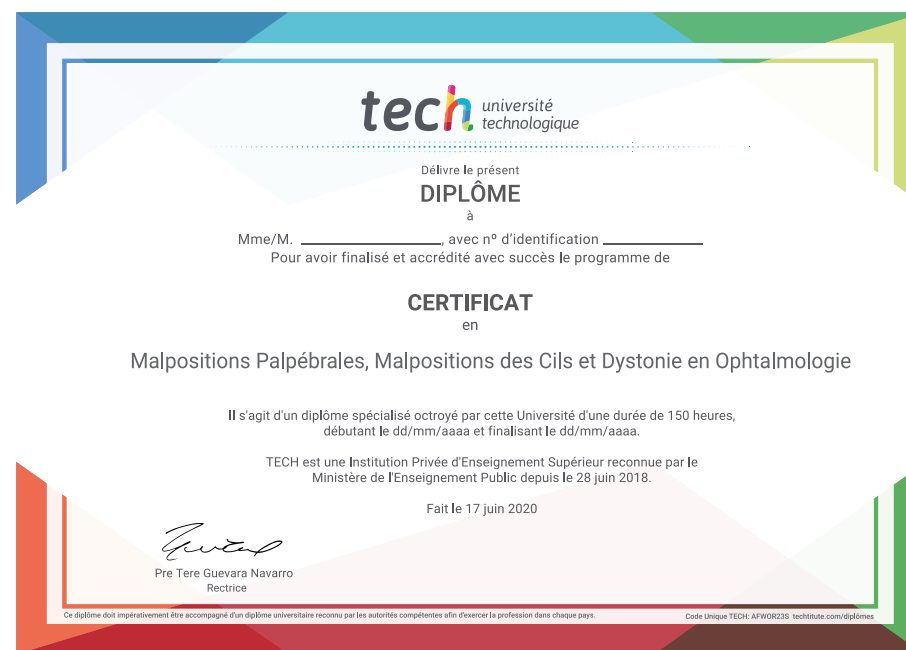 tech université
technologique
Délivre le présent
DIPLÔME
à
Mme/M. ____________________, avec nº d'identification ______________
Pour avoir finalisé et accrédité avec succès le programme de
CERTIFICAT
en
Malpositions Palpébrales, Malpositions des Cils et Dystonie en Ophtalmologie
Il s'agit d'un diplôme spécialisé octroyé par cette Université d'une durée de 150 heures,
débutant le dd/mm/aaaa et finalisant le dd/mm/aaaa.
TECH est une Institution Privée d'Enseignement Supérieur reconnue par le
Ministère de l'Enseignement Public depuis le 28 juin 2018.
Fait le 17 juin 2020
Pre Tere Guevara Navarro
Rectrice
Ce diplôme doit impérativement être accompagné d'un diplôme universitaire reconnu par les autorités compétentes afin d'exercer la profession dans chaque pays.
Code Unique TECH: AFWOR23S techtitute.com/diplômes